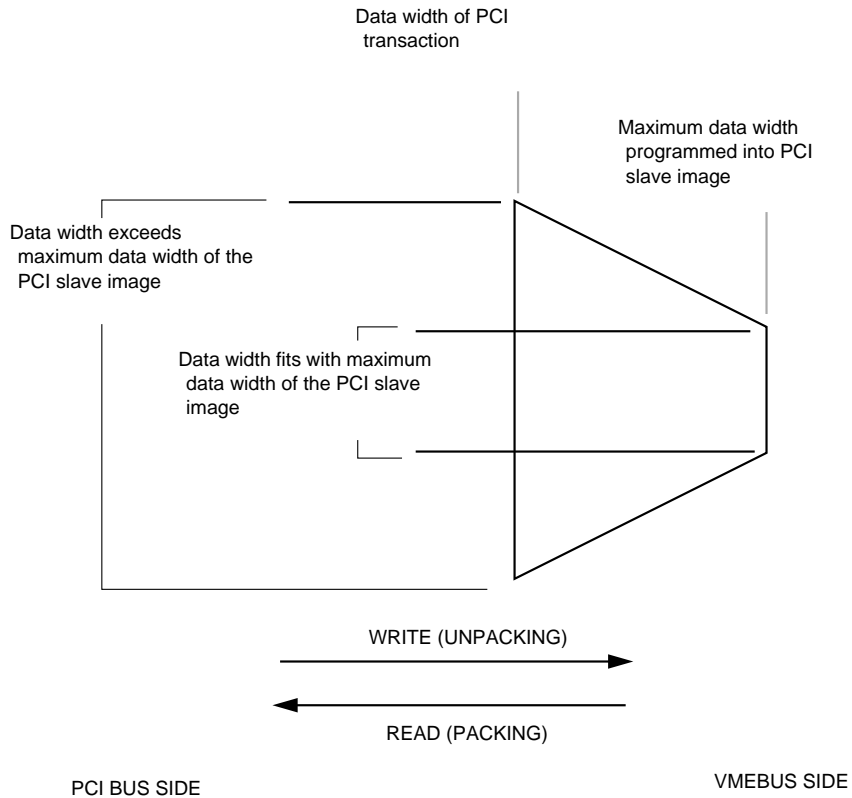 Data width of PCI
transaction
Maximum data width
programmed into PCI
slave image
Data width exceeds
maximum data width of the
PCI slave image
Data width fits with maximum
data width of the PCI slave
image
WRITE (UNPACKING)
READ (PACKING)
PCI BUS SIDE
VMEBUS SIDE